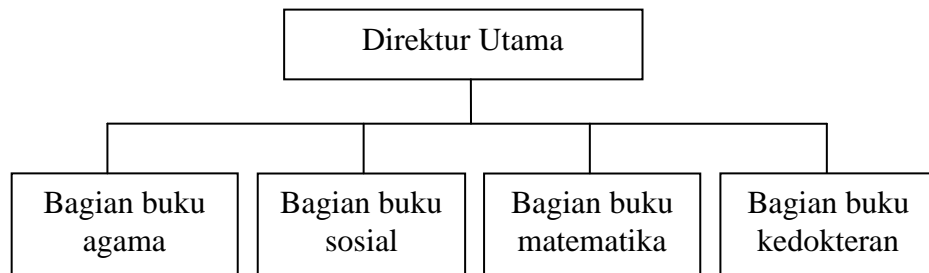 Direktur Utama
Bagian buku
agama
Bagian buku
sosial
Bagian buku
matematika
Bagian buku
kedokteran